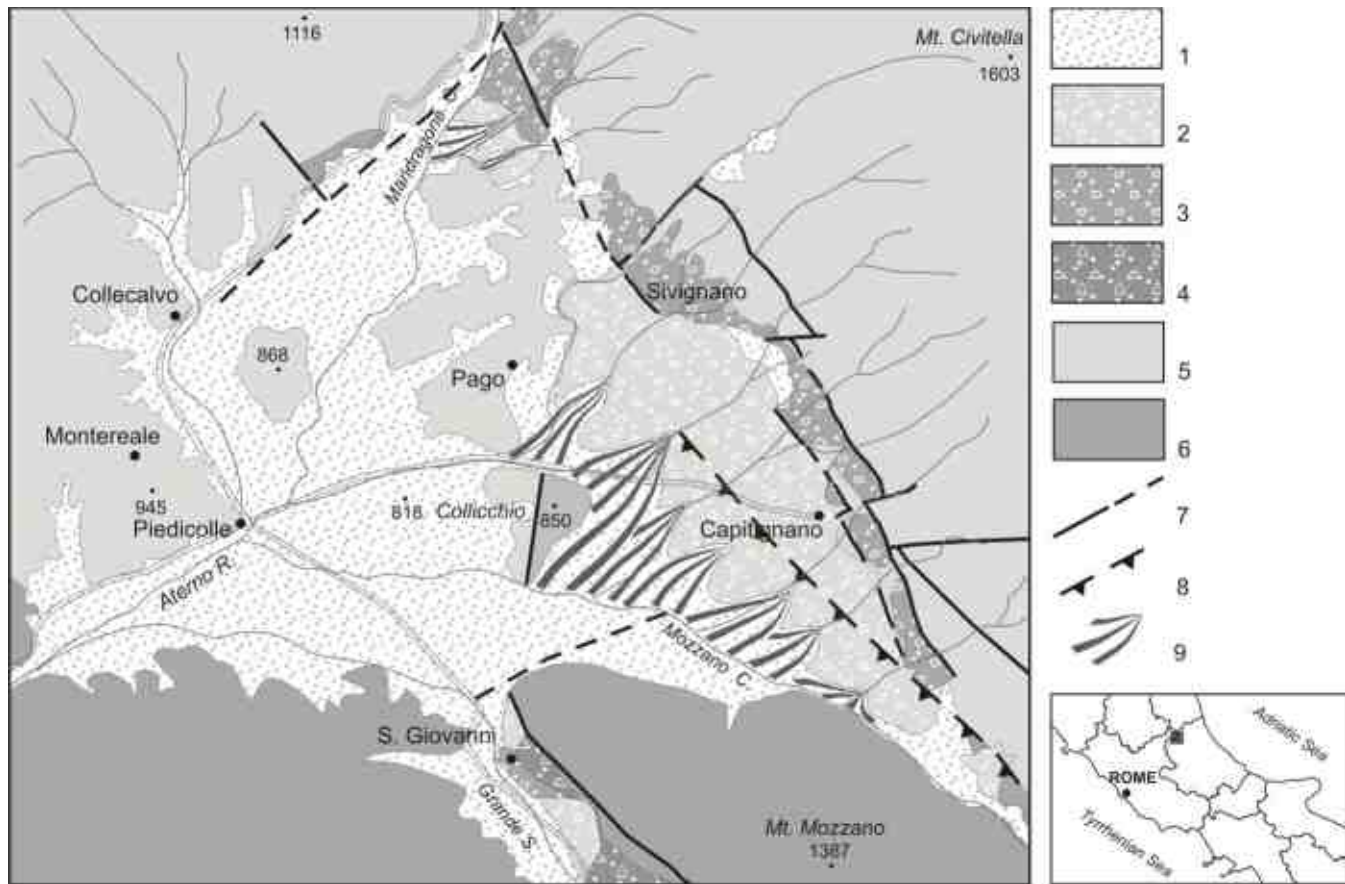 1116
Mt. Civitella
1603
Mandragone C.
Collecalvo
Sivignano
868
Pago
Montereale
945
818
Collicchio
850
Capitignano
Piedicolle
Aterno R.
Mozzano C.
S. Giovanni
Grande S.
Mt. Mozzano
1387
1
2
3
4
5
6
7
8
9
Adriatic Sea
ROME
Tyrrhenian Sea